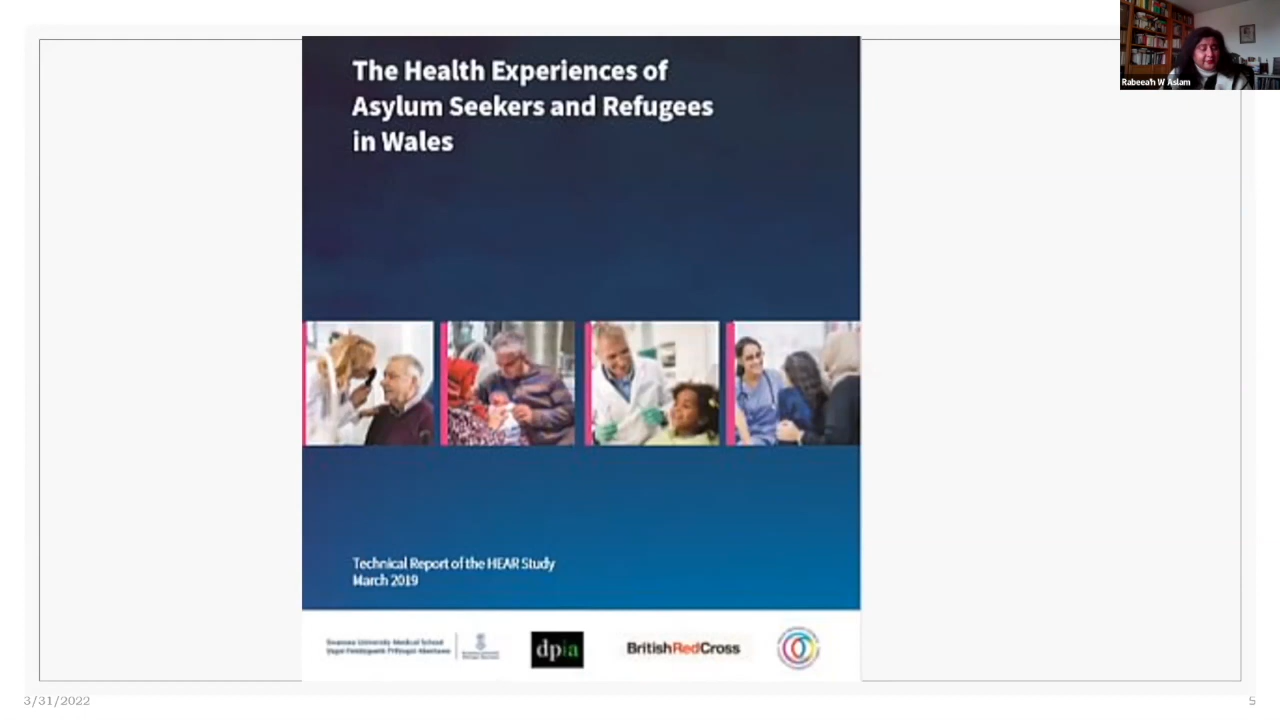 The Health Experiences of
Asylum Seekers and Refugees
in Wales
Rabeea'h W Aslam
Technical Report of the HEAR Study
March 2019
Swansea University Medical School
dpia
BritishRedCross
3/31/2022
5